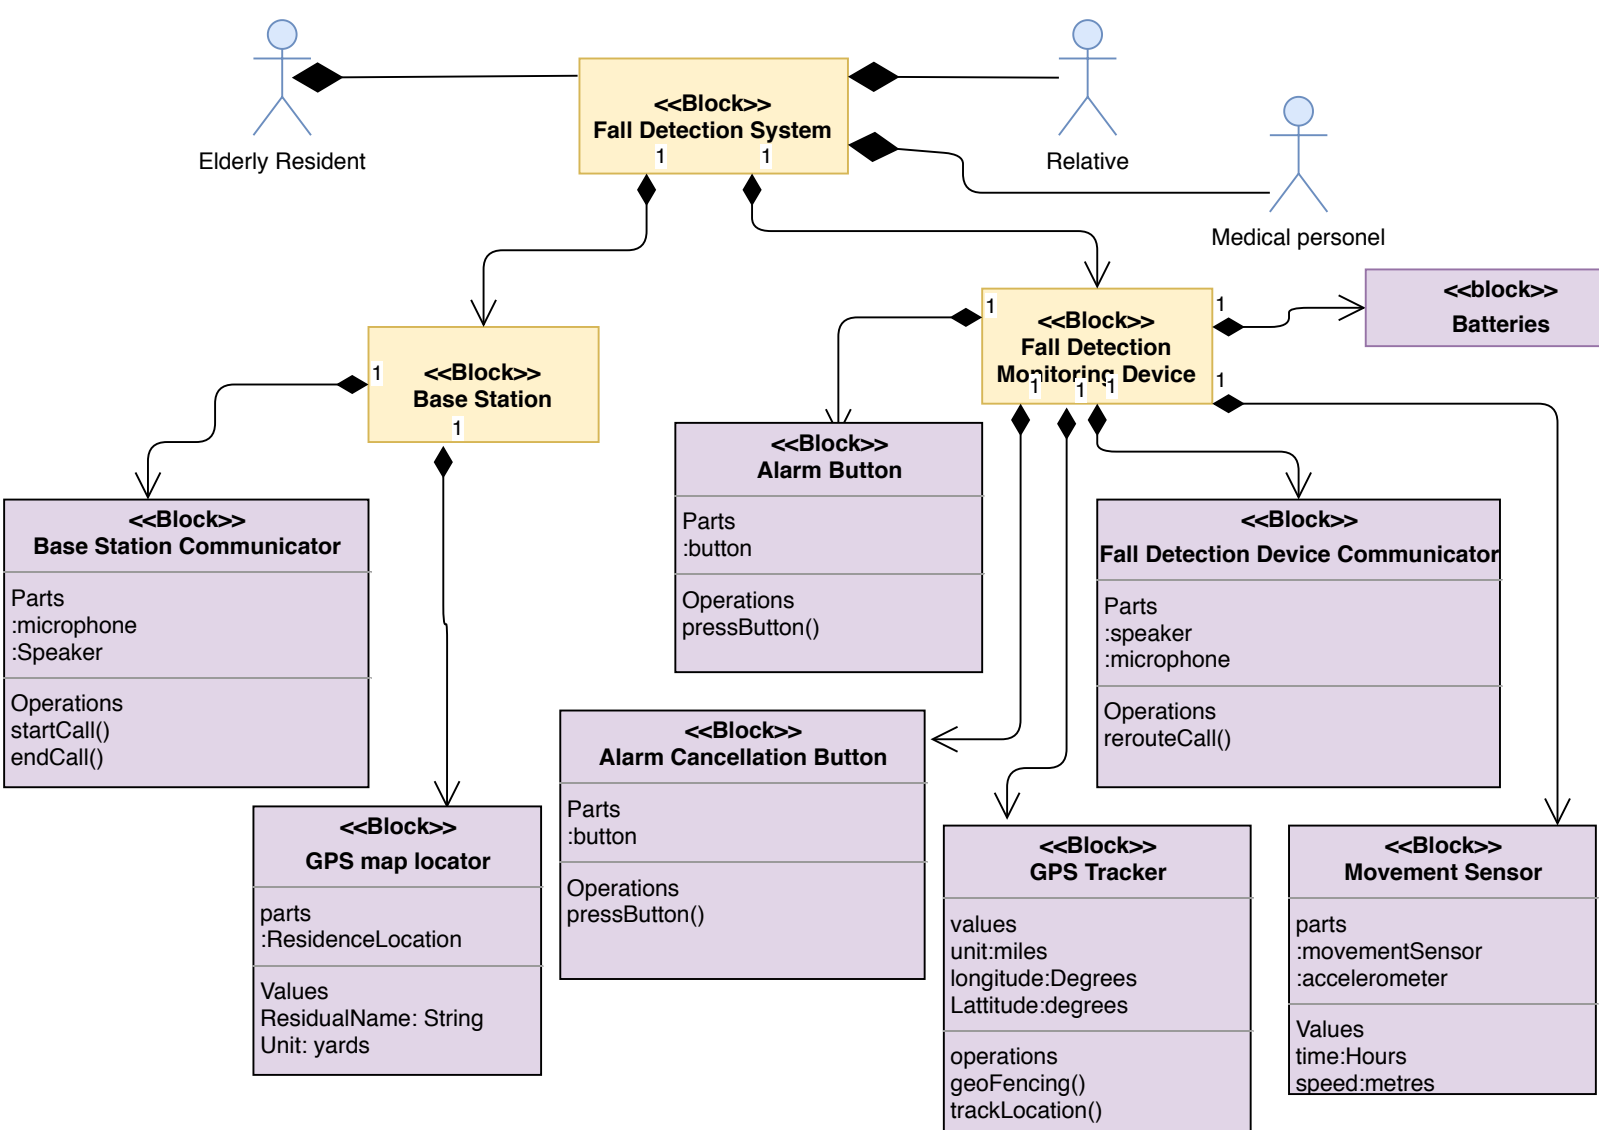 <<Block>>
Fall Detection System
1
1
Elderly Resident
Relative
Medical personel
<<block>>
Batteries
<<Block>>
Fall Detection
Monitoring Device
1
1
1
1
1
1
<<Block>>
Base Station
1
1
<<Block>>
Alarm Button
Parts
:button
Operations
pressButton()
<<Block>>
Base Station Communicator
Parts
:microphone
:Speaker
Operations
startCall()
endCall()
<<Block>>
Fall Detection Device Communicator
Parts
:speaker
:microphone
Operations
rerouteCall()
<<Block>>
Alarm Cancellation Button
Parts
:button
Operations
pressButton()
<<Block>>
GPS map locator
parts
:ResidenceLocation
Values
ResidualName: String
Unit: yards
<<Block>>
GPS Tracker
values
unit:miles
longitude:Degrees
Lattitude:degrees
operations
geoFencing()
trackLocation()
<<Block>>
Movement Sensor
parts
:movementSensor
:accelerometer
Values
time:Hours
speed:metres